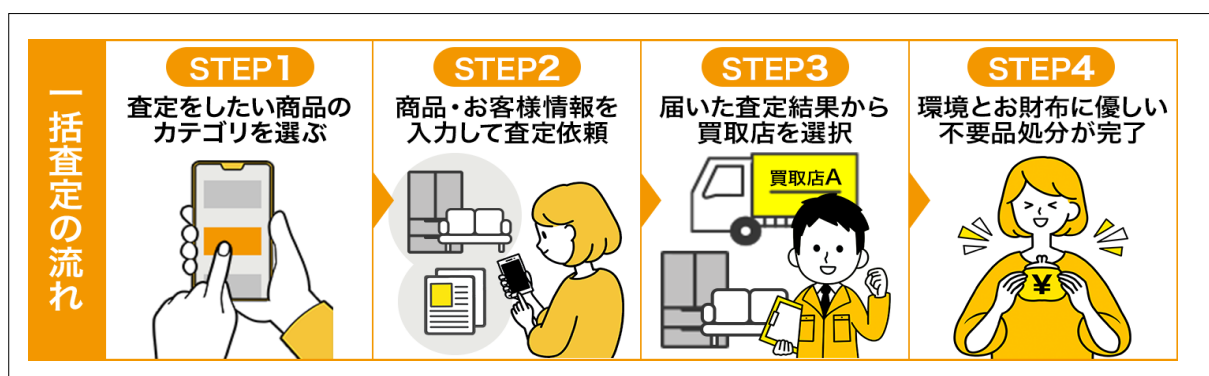 一括査定の流れ
STEP1
査定をしたい商品の
カテゴリを選ぶ
STEP2
商品・お客様情報を
入力して査定依頼
STEP3
届いた査定結果から
買取店を選択
買取店A
STEP4
環境とお財布に優しい
不要品処分が完了
¥